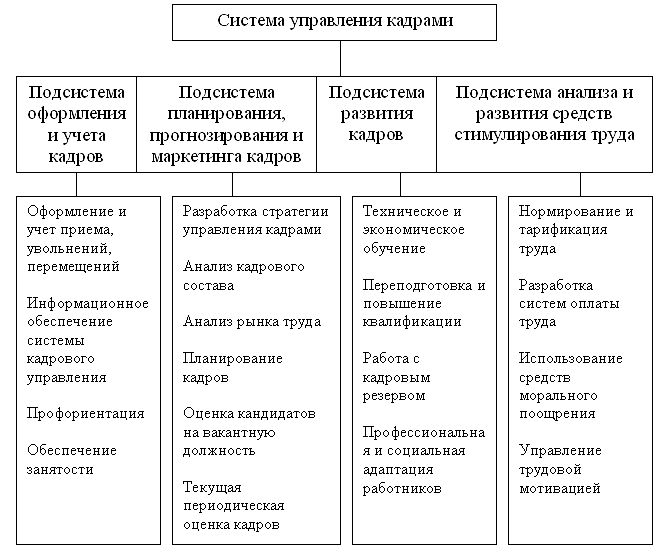 Система управления кадрами
Подсистема
оформления
и учета
кадров
Подсистема
планирования,
прогнозирования и
маркетинга кадров
Подсистема
развития
кадров
Подсистема анализа и
развития средств
стимулирования труда
Оформление и
учет приема,
увольнений,
перемещений
Информационное
обеспечение
системы
кадрового
управления
Профориентация
Обеспечение
занятости
Разработка стратегии
управления кадрами
Анализ кадрового
состава
Анализ рынка труда
Планирование
кадров
Оценка кандидатов
на вакантную
должность
Текущая
периодическая
оценка кадров
Техническое и
экономическое
обучение
Переподготовка и
повышение
квалификации
Работа с
кадровым
резервом
Профессиональна
я и социальная
адаптация
работников
Нормирование и
тарификация
труда
Разработка
систем оплаты
труда
Использование
средств
морального
поощрения
Управление
трудовой
мотивацией